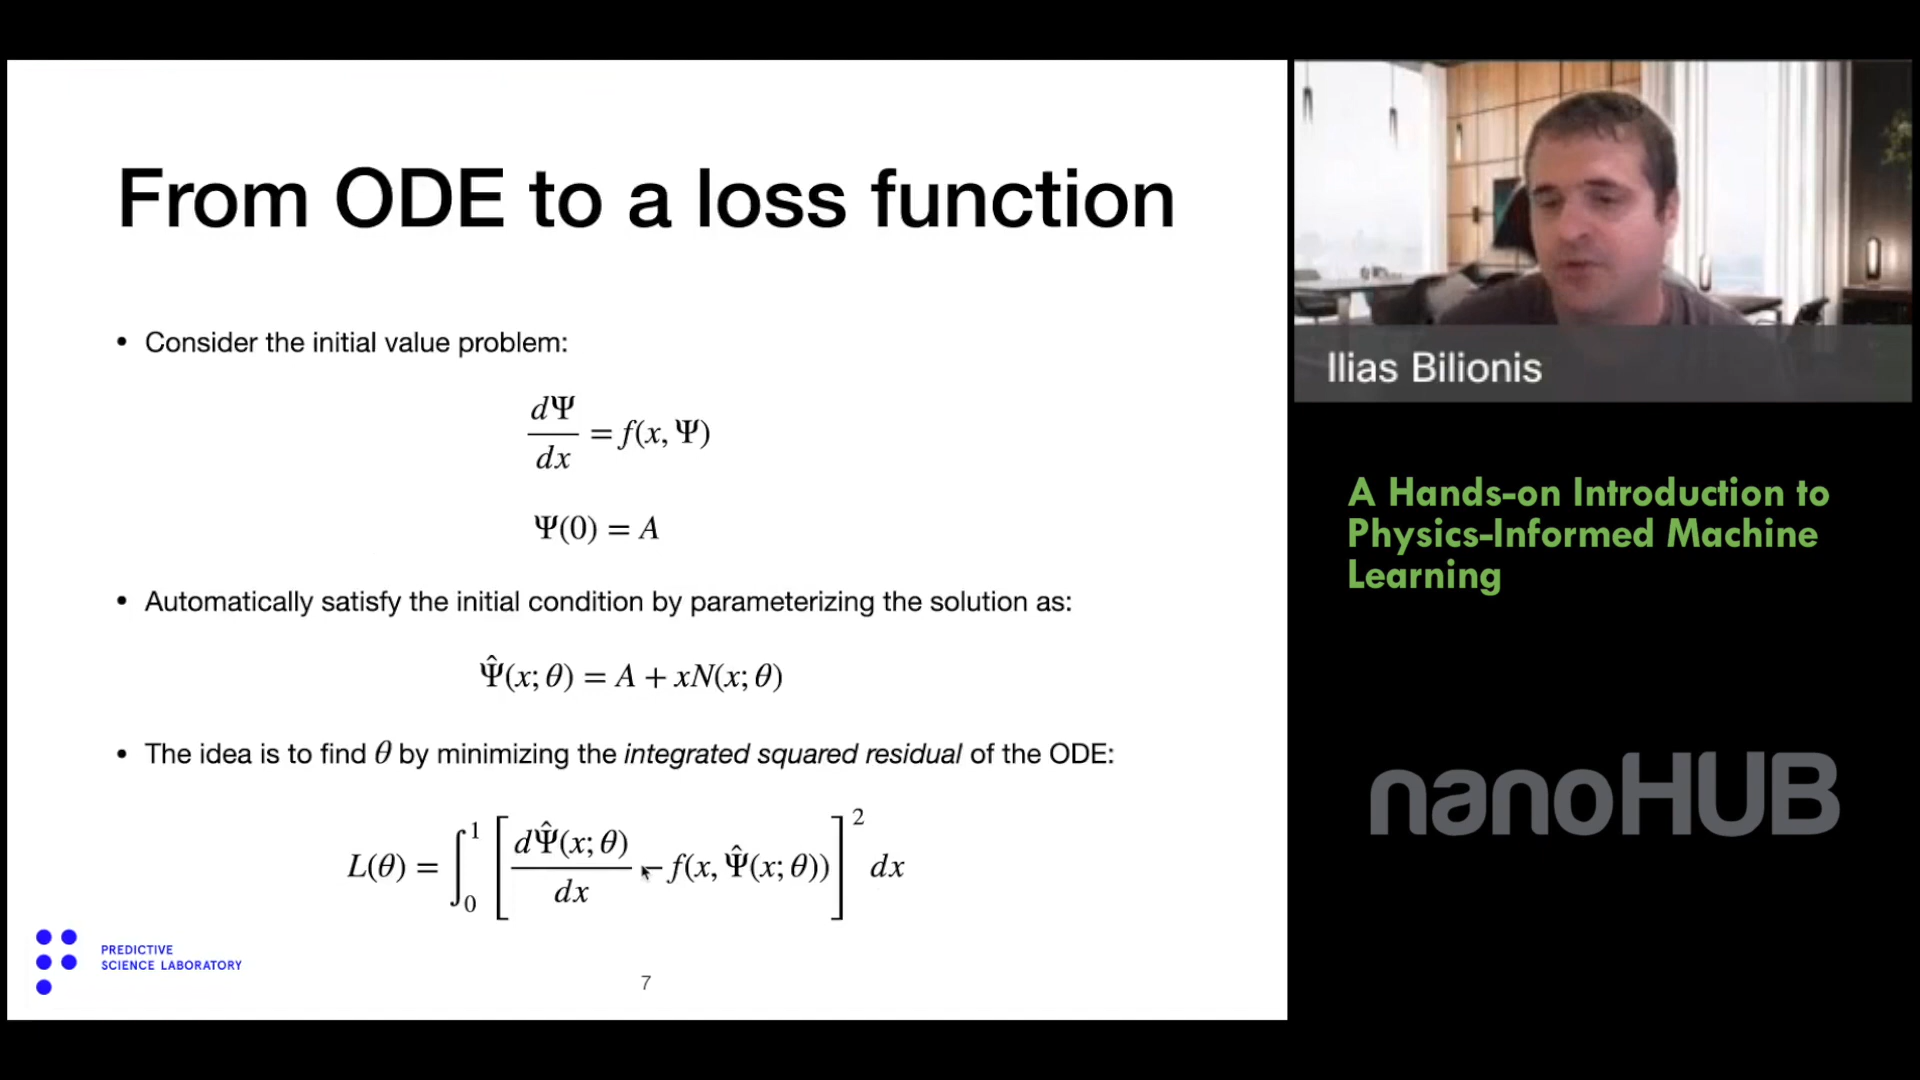 From ODE to a loss function
• Consider the initial value problem:
dΨ/dx = f(x, Ψ)
Ψ(0) = A
• Automatically satisfy the initial condition by parameterizing the solution as:
Ψ̂(x; θ) = A + xN(x; θ)
• The idea is to find θ by minimizing the integrated squared residual of the ODE:
L(θ) = ∫₀¹ [dΨ̂(x; θ)/dx − f(x, Ψ̂(x; θ))]² dx
PREDICTIVE
SCIENCE LABORATORY
7
Ilias Bilionis
A Hands-on Introduction to
Physics-Informed Machine
Learning
nanoHUB